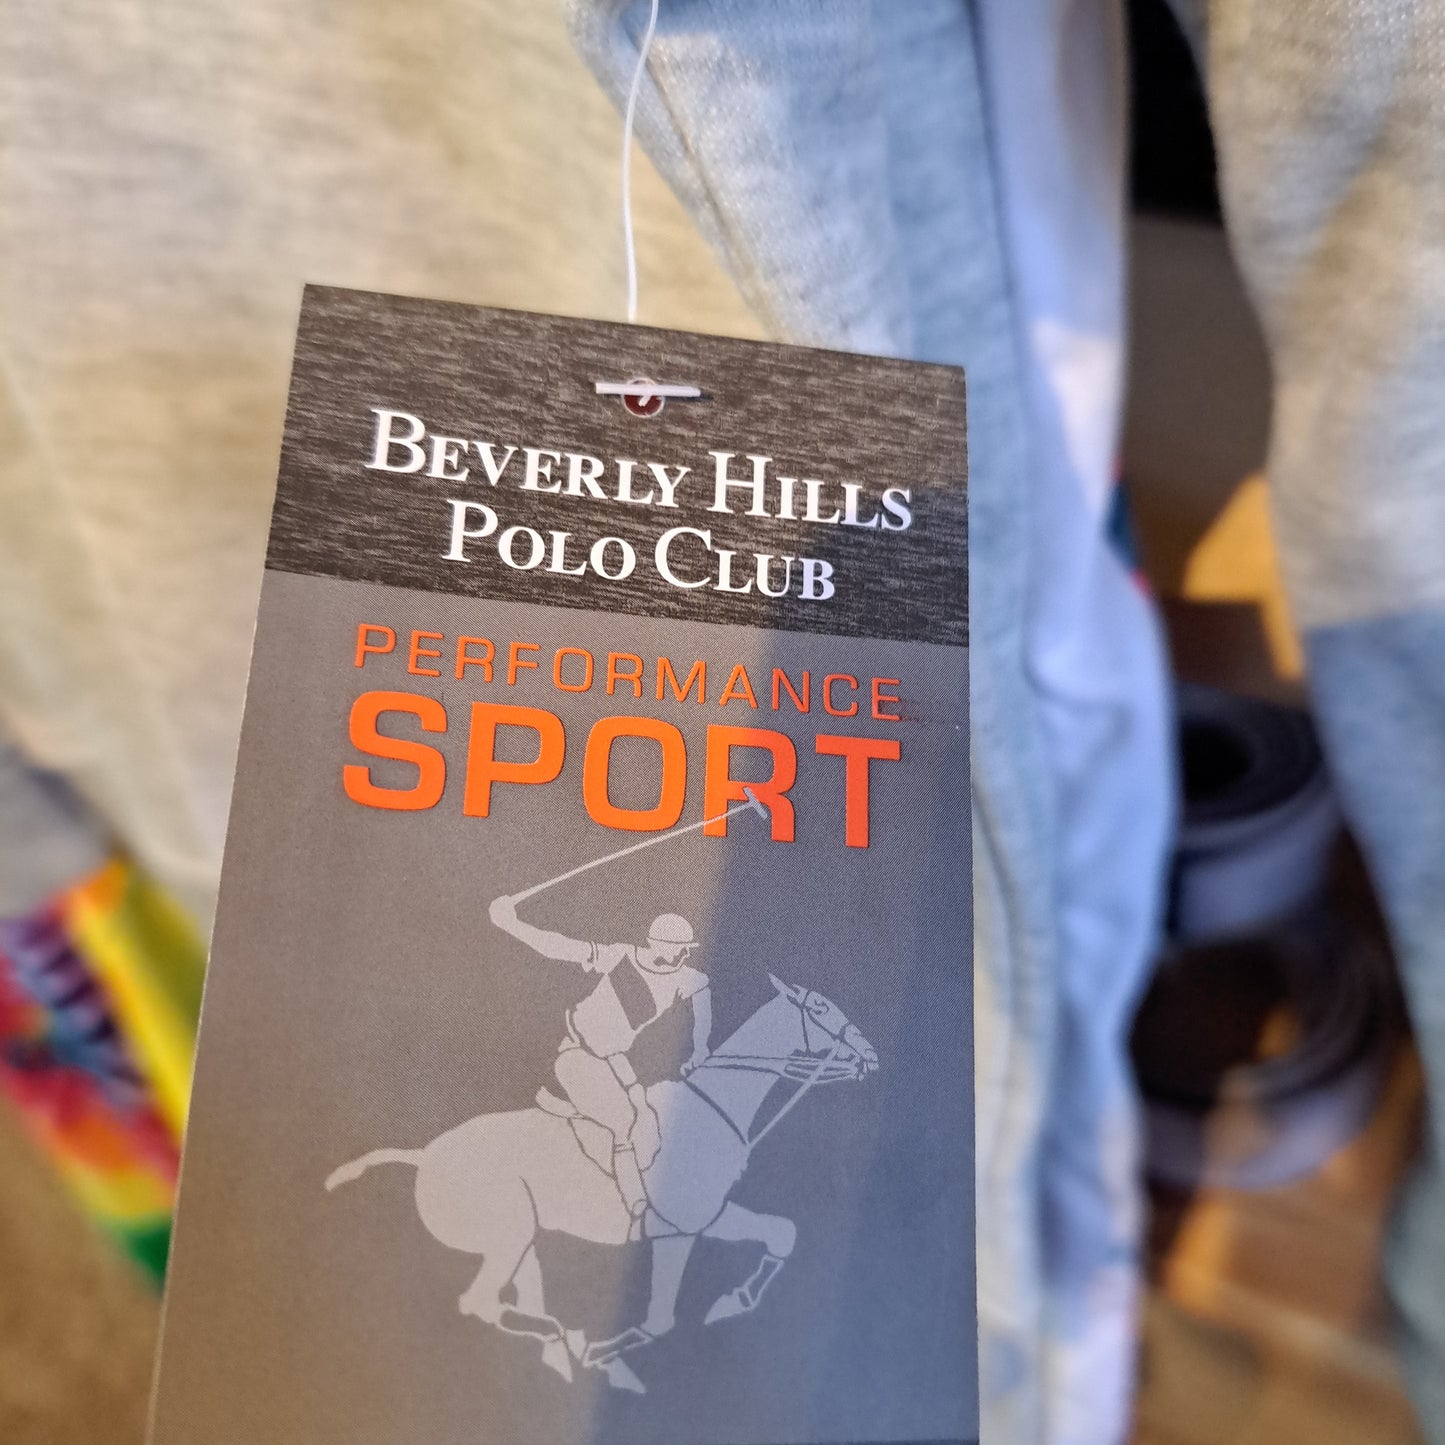 BEVERLY HILLS
POLO CLUB
PERFORMANCE
SPORT